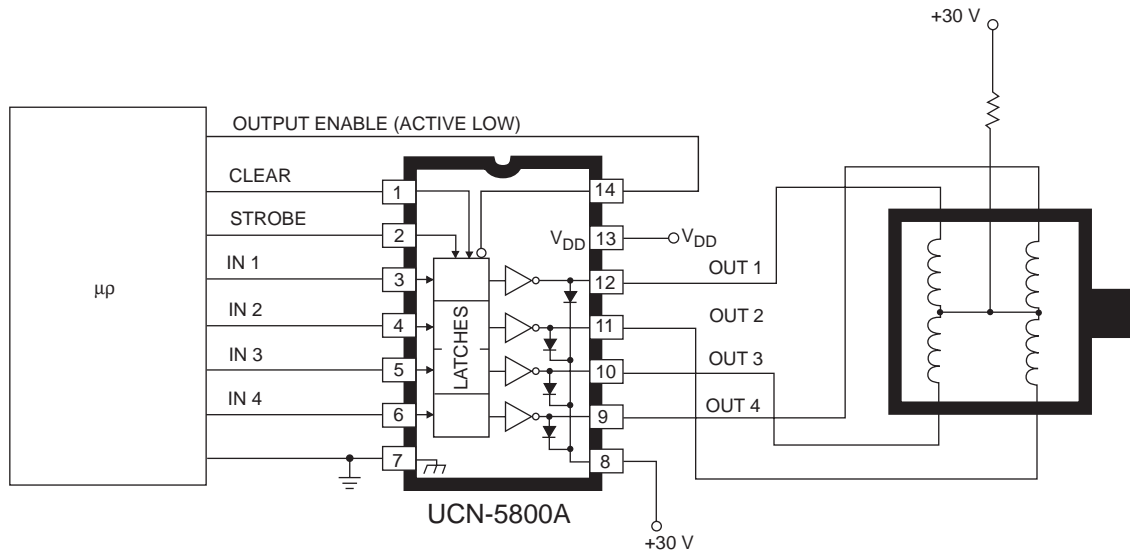 +30 V
OUTPUT ENABLE (ACTIVE LOW)
CLEAR
STROBE
IN 1
IN 2
IN 3
IN 4
μρ
1
2
3
4
5
6
7
LATCHES
VDD
14
13
12
11
10
9
8
VDD
OUT 1
OUT 2
OUT 3
OUT 4
UCN-5800A
+30 V